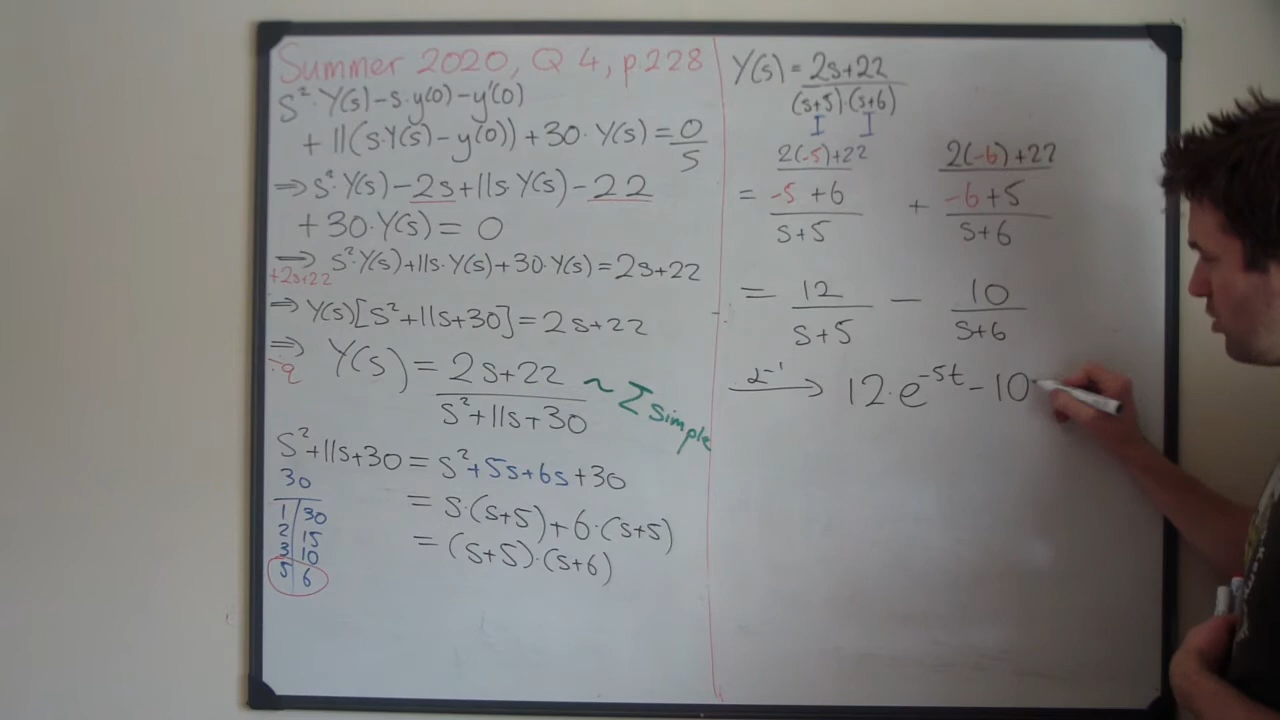 Summer 2020, Q 4, p.228
s²·Y(s)-s·y(0)-y'(0)
+ 11(s·Y(s)-y(0)) + 30·Y(s) = 0/s
⇒ s²·Y(s)-2s+11s·Y(s)-22
+ 30·Y(s) = 0
⇒ s²·Y(s)+11s·Y(s)+30·Y(s)=2s+22
+2s+22
⇒ Y(s)[s²+11s+30]=2s+22
⇒ Y(s) = 2s+22 / s²+11s+30 ~ Σ simple
s²+11s+30 = s²+5s+6s+30
= s·(s+5)+6·(s+5)
= (s+5)·(s+6)
30
1 30
2 15
3 10
5 6
Y(s) = 2s+22
(s+5)·(s+6)
I I
2(-5)+22 2(-6)+22
= -5+6 + -6+5
s+5 s+6
= 12 - 10
s+5 s+6
ℒ⁻¹ → 12·e^-5t - 10